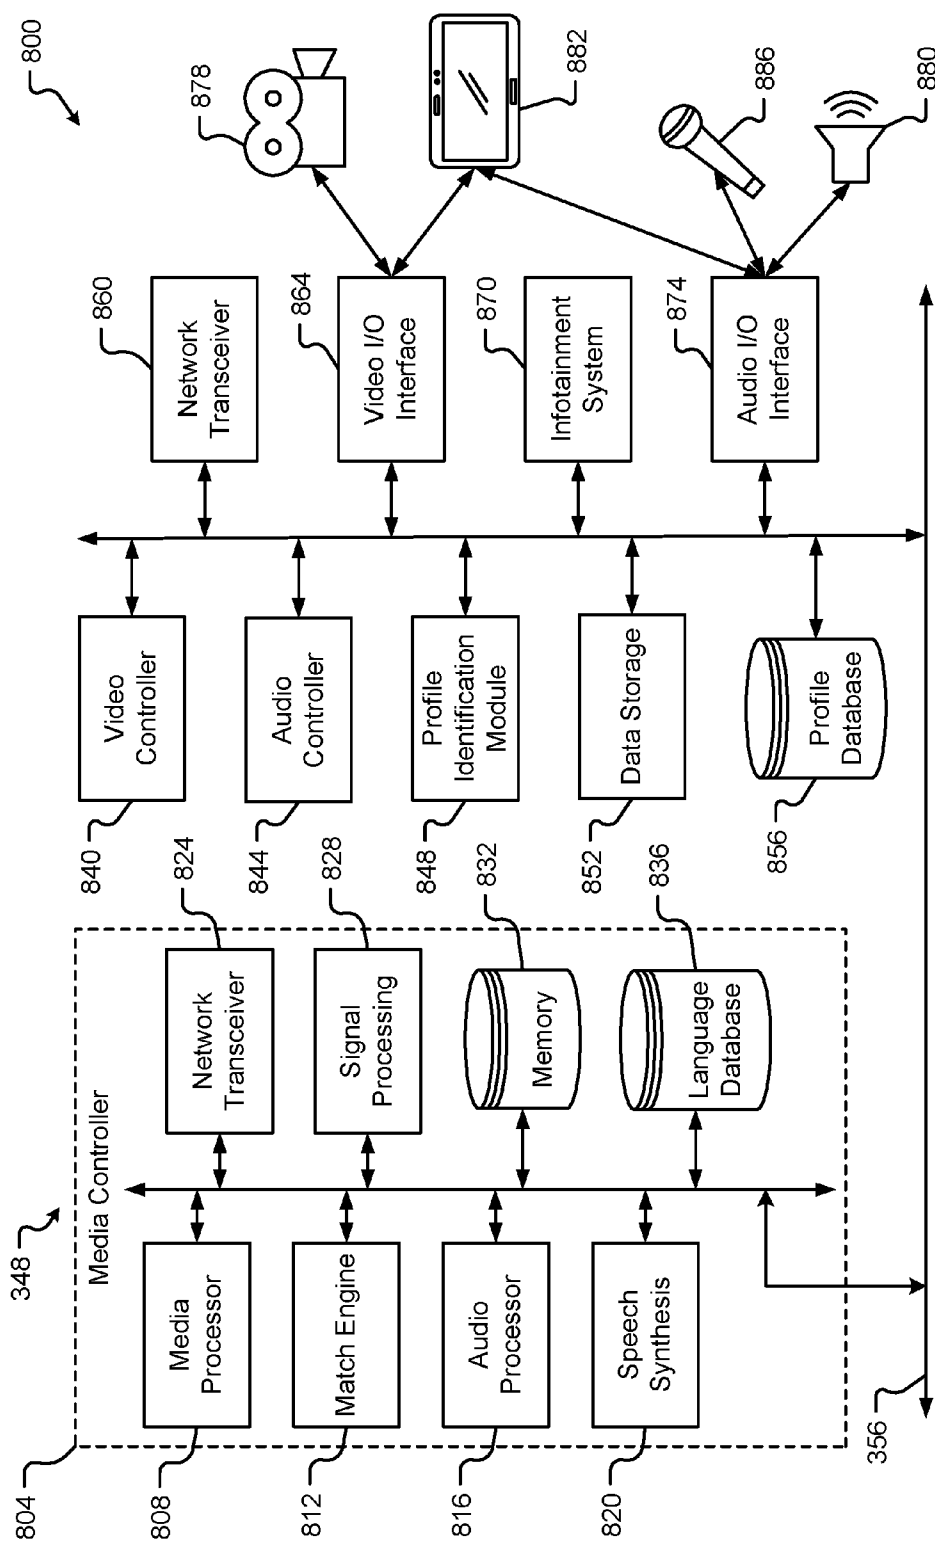 800
348
804
Media Controller
808
Media
Processor
812
Match Engine
816
Audio
Processor
820
Speech
Synthesis
824
Network
Transceiver
828
Signal
Processing
832
Memory
836
Language
Database
840
Video
Controller
844
Audio
Controller
848
Profile
Identification
Module
852
Data Storage
856
Profile
Database
860
Network
Transceiver
864
Video I/O
Interface
870
Infotainment
System
874
Audio I/O
Interface
878
882
886
880
356